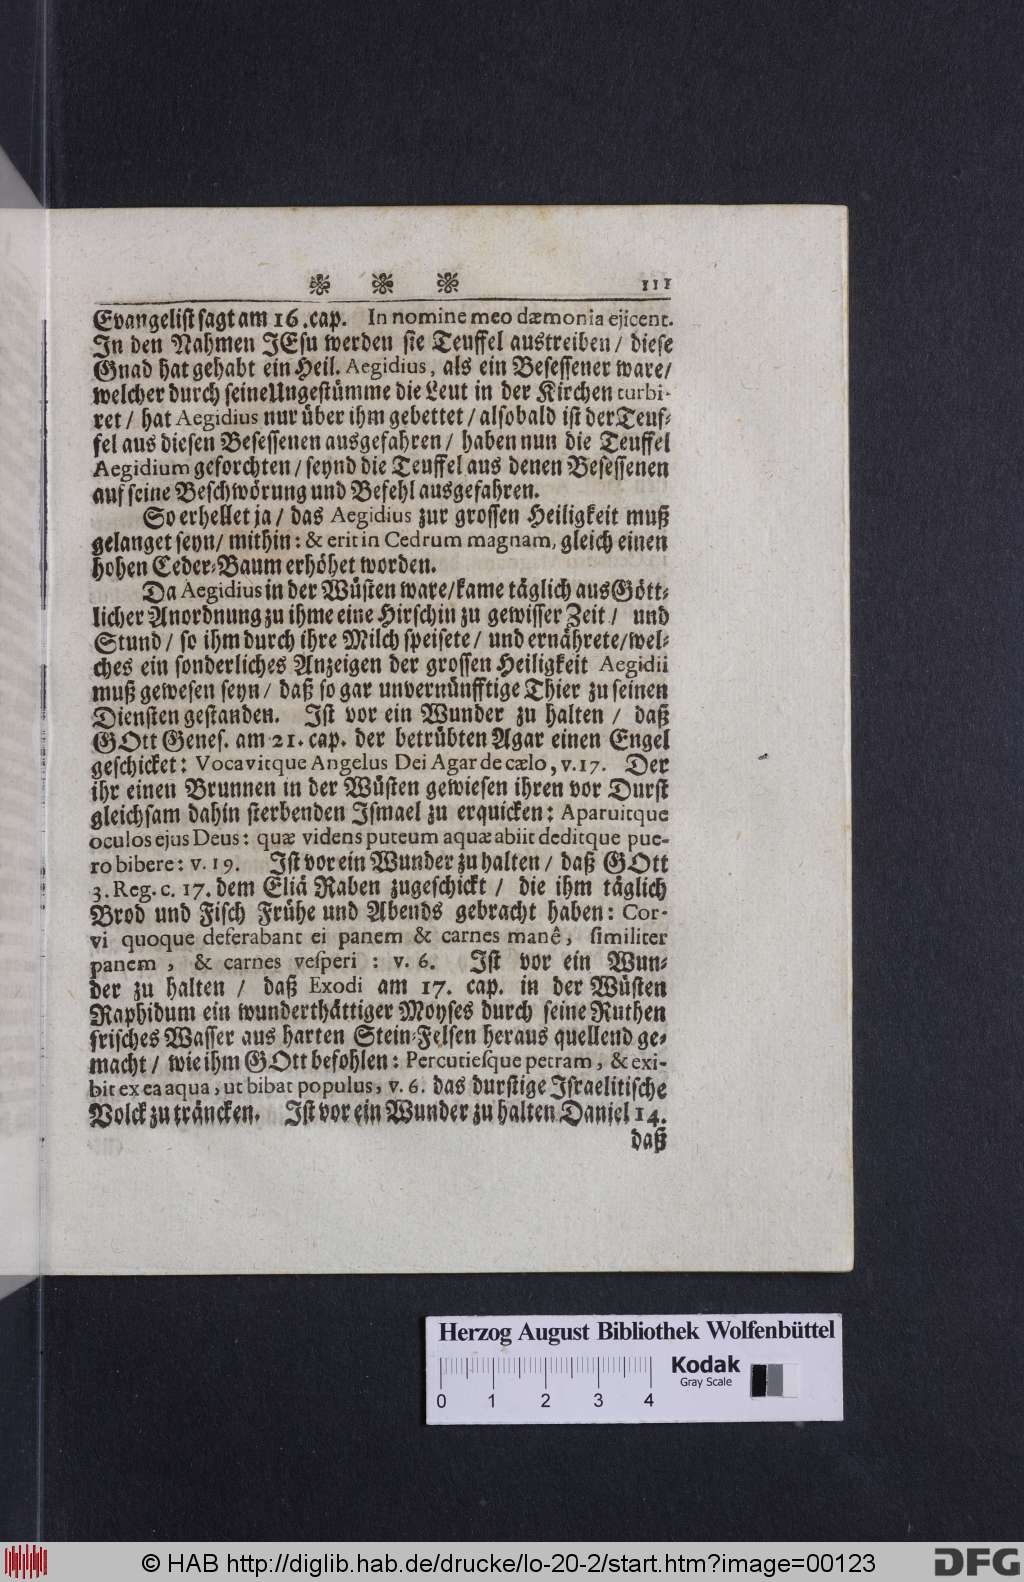 111
Evangelist sagt am 16. cap. In nomine meo dæmonia ejicent.
In den Nahmen JEsu werden sie Teuffel austreiben / diese
Gnad hat gehabt ein Heil. Aegidius, als ein Besessener ware/
welcher durch seine Ungestümme die Leut in der Kirchen turbi-
ret / hat Aegidius nur über ihm gebettet / alsobald ist der Teuf-
fel aus diesen Besessenen ausgefahren / haben nun die Teuffel
Aegidium geforchten / seynd die Teuffel aus denen Besessenen
auf seine Beschwörung und Befehl ausgefahren.
So erhellet ja / das Aegidius zur grossen Heiligkeit muß
gelanget seyn/ mithin: & erit in Cedrum magnam, gleich einen
hohen Ceder-Baum erhöhet worden.
Da Aegidius in der Wüsten ware/ kame täglich aus Gött-
licher Anordnung zu ihme eine Hirschin zu gewisser Zeit / und
Stund / so ihm durch ihre Milch speisete / und ernährete/ wel-
ches ein sonderliches Anzeigen der grossen Heiligkeit Aegidii
muß gewesen seyn / daß so gar unvernünfftige Thier zu seinen
Diensten gestanden. Ist vor ein Wunder zu halten / daß
GOtt Genes. am 21. cap. der betrübten Agar einen Engel
geschicket: Vocavitque Angelus Dei Agar de cælo, v. 17. Der
ihr einen Brunnen in der Wüsten gewiesen ihren vor Durst
gleichsam dahin sterbenden Ismael zu erquicken: Aparuitque
oculos ejus Deus: quæ videns puteum aquæ abiit deditque pue-
ro bibere: v. 19. Ist vor ein Wunder zu halten / daß GOtt
3. Reg. c. 17. dem Eliä Raben zugeschickt / die ihm täglich
Brod und Fisch Frühe und Abends gebracht haben: Cor-
vi quoque deferabant ei panem & carnes manê, similiter
panem, & carnes vesperi : v. 6. Ist vor ein Wun-
der zu halten / daß Exodi am 17. cap. in der Wüsten
Raphidum ein wunderthättiger Moyses durch seine Ruthen
frisches Wasser aus harten Stein-Felsen heraus quellend ge-
macht / wie ihm GOtt befohlen: Percutiesque petram, & exi-
bit ex ea aqua, ut bibat populus, v. 6. das durstige Israelitische
Volck zu träncken. Ist vor ein Wunder zu halten Daniel 14.
daß
Herzog August Bibliothek Wolfenbüttel
Kodak
Gray Scale
0 1 2 3 4
© HAB http://diglib.hab.de/drucke/lo-20-2/start.htm?image=00123
DFG